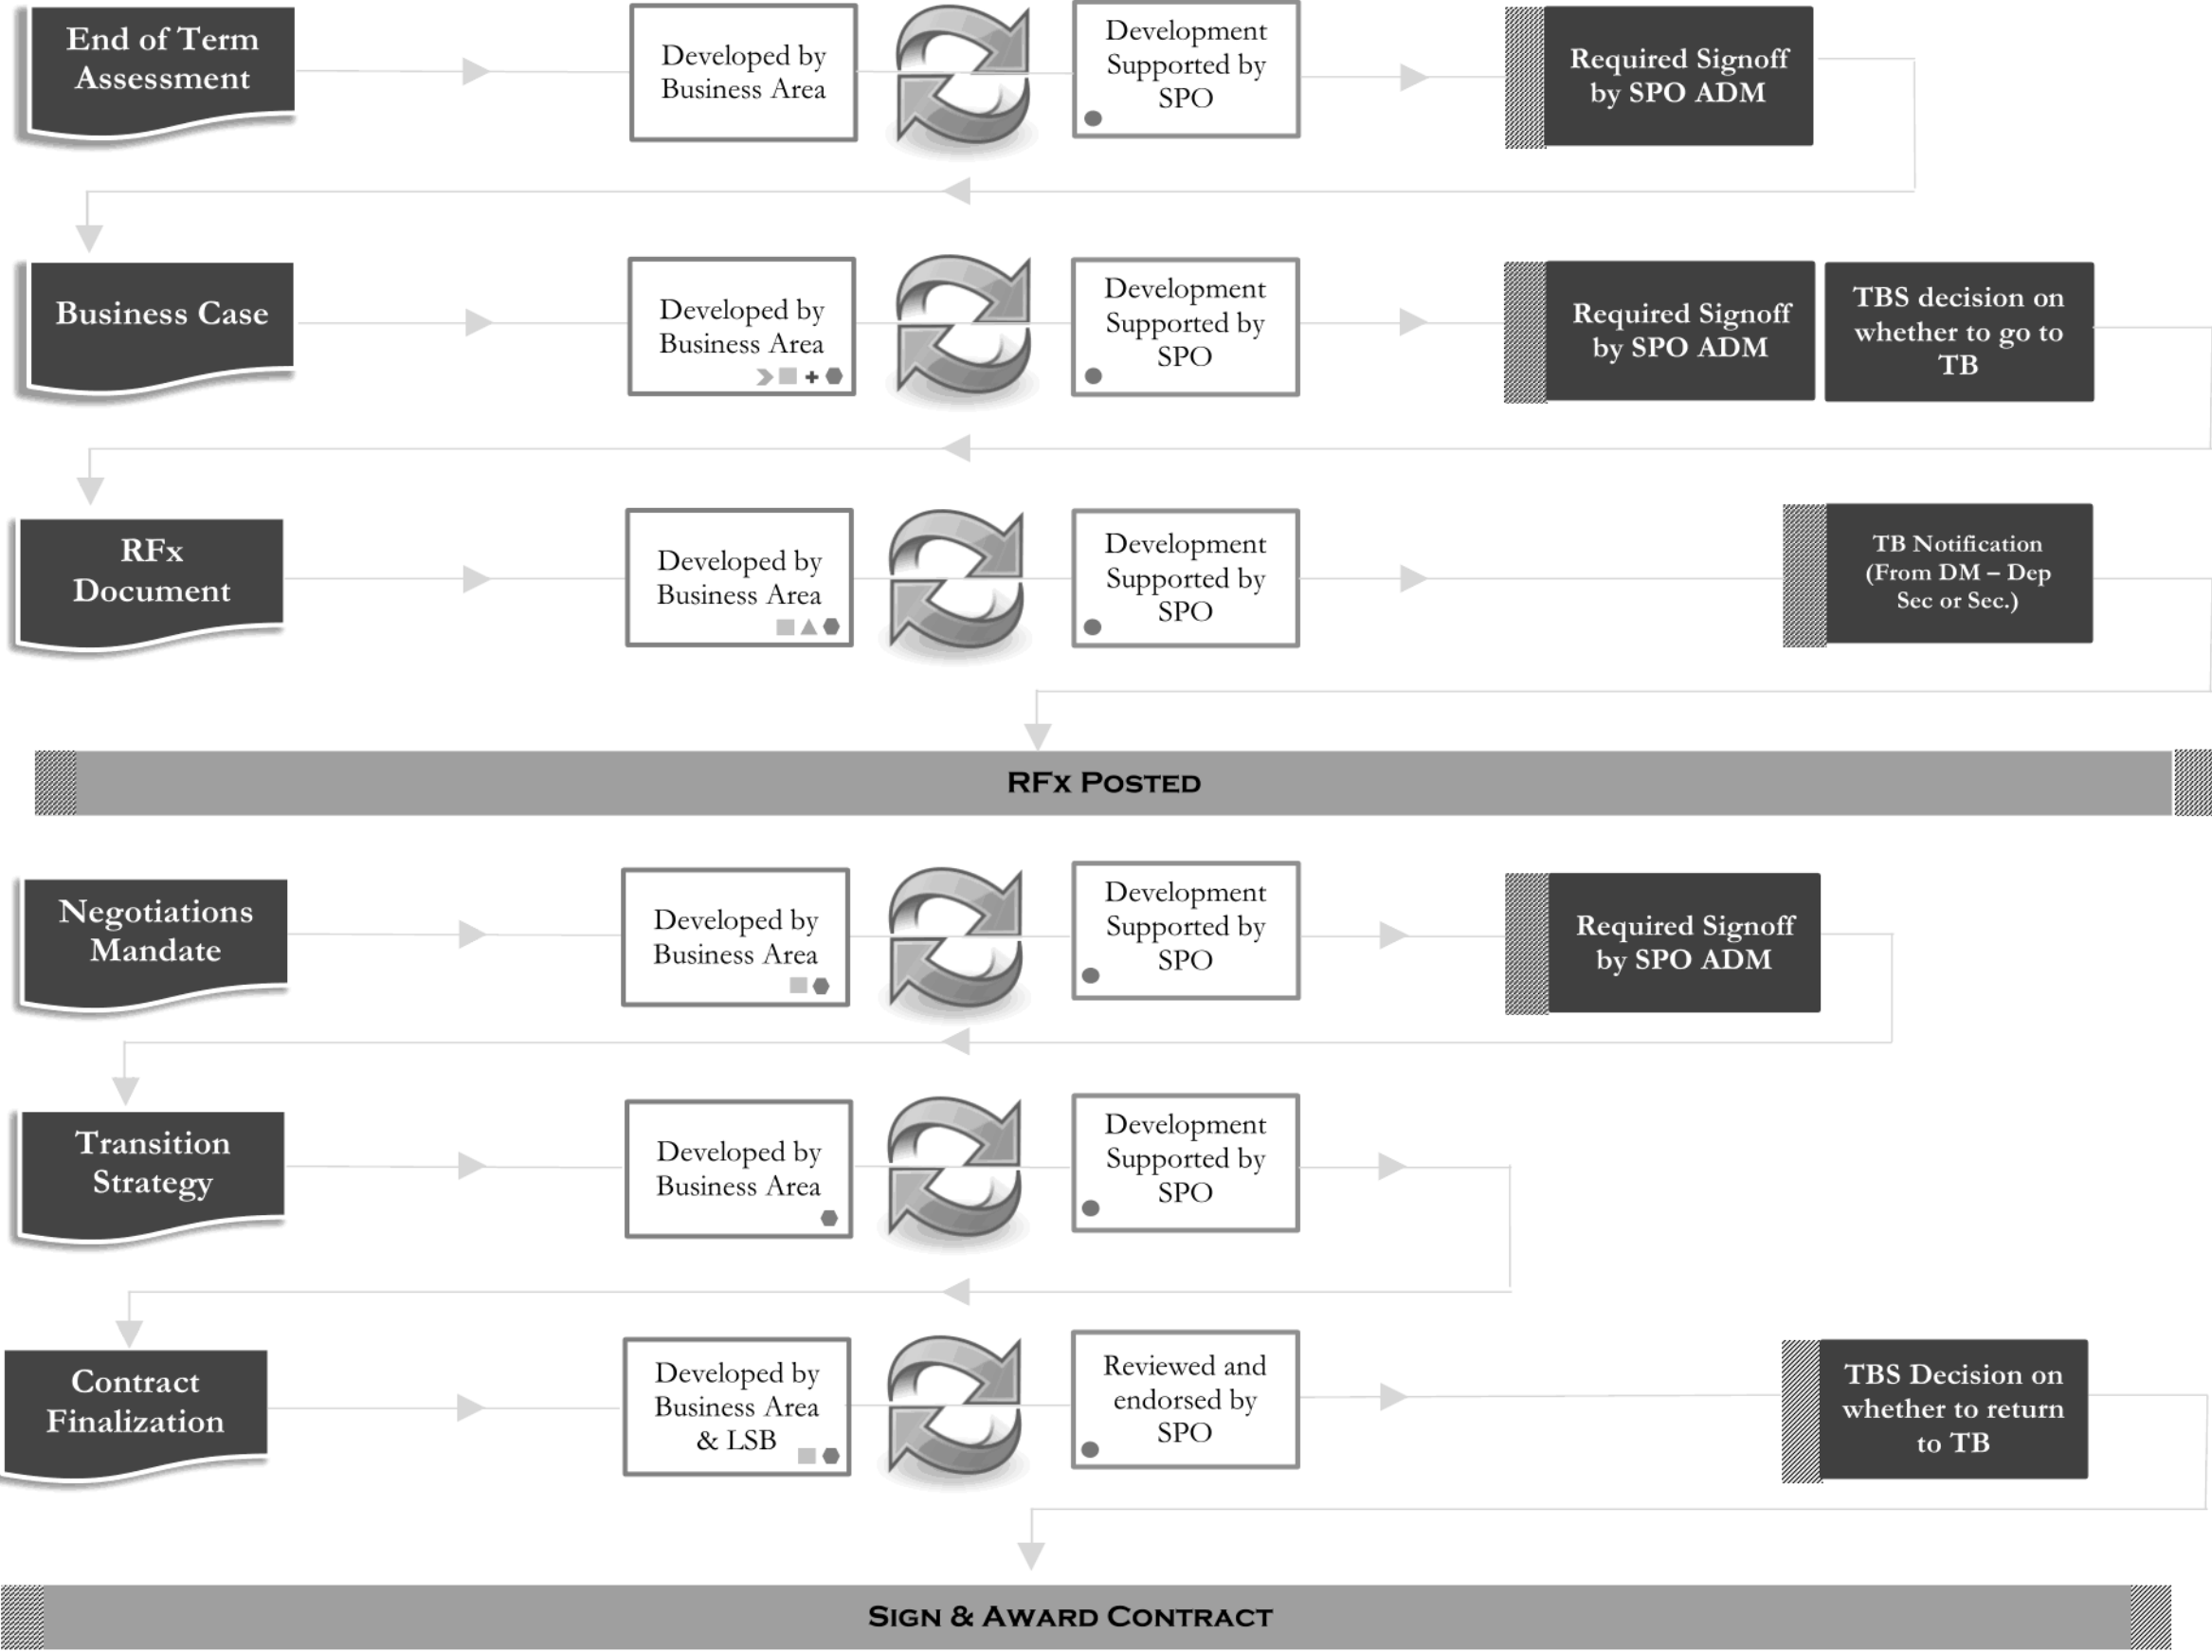 End of Term
Assessment
Developed by
Business Area
Development
Supported by
SPO
Required Signoff
by SPO ADM
Business Case
Developed by
Business Area
Development
Supported by
SPO
Required Signoff
by SPO ADM
TBS decision on
whether to go to
TB
RFx
Document
Developed by
Business Area
Development
Supported by
SPO
TB Notification
(From DM – Dep
Sec or Sec.)
RFx Posted
Negotiations
Mandate
Developed by
Business Area
Development
Supported by
SPO
Required Signoff
by SPO ADM
Transition
Strategy
Developed by
Business Area
Development
Supported by
SPO
Contract
Finalization
Developed by
Business Area
& LSB
Reviewed and
endorsed by
SPO
TBS Decision on
whether to return
to TB
Sign & Award Contract